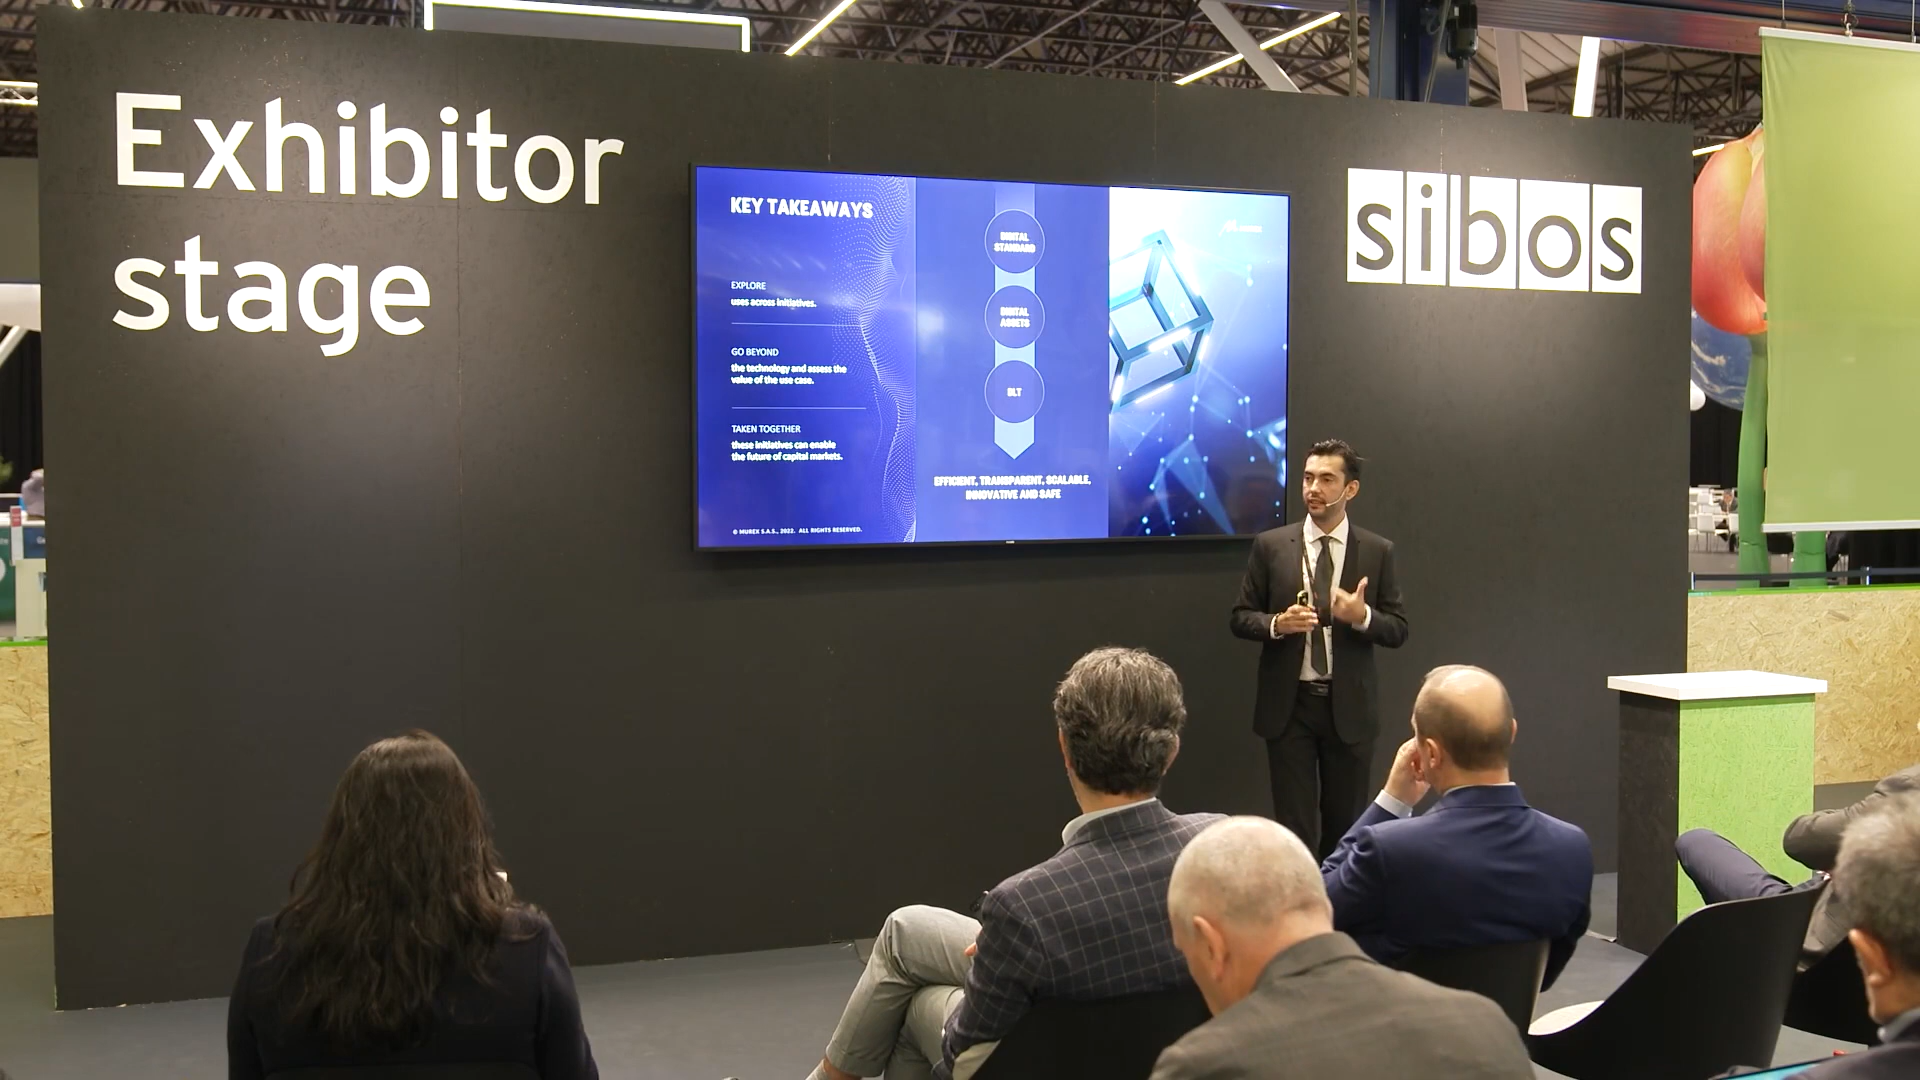 Exhibitor
stage
sibos
KEY TAKEAWAYS
EXPLORE
uses across initiatives.
GO BEYOND
the technology and assess the
value of the use case.
TAKEN TOGETHER
these initiatives can enable
the future of capital markets.
© MUREX S.A.S., 2022. ALL RIGHTS RESERVED.
DIGITAL
STANDARD
DIGITAL
ASSETS
DLT
EFFICIENT, TRANSPARENT, SCALABLE,
INNOVATIVE AND SAFE